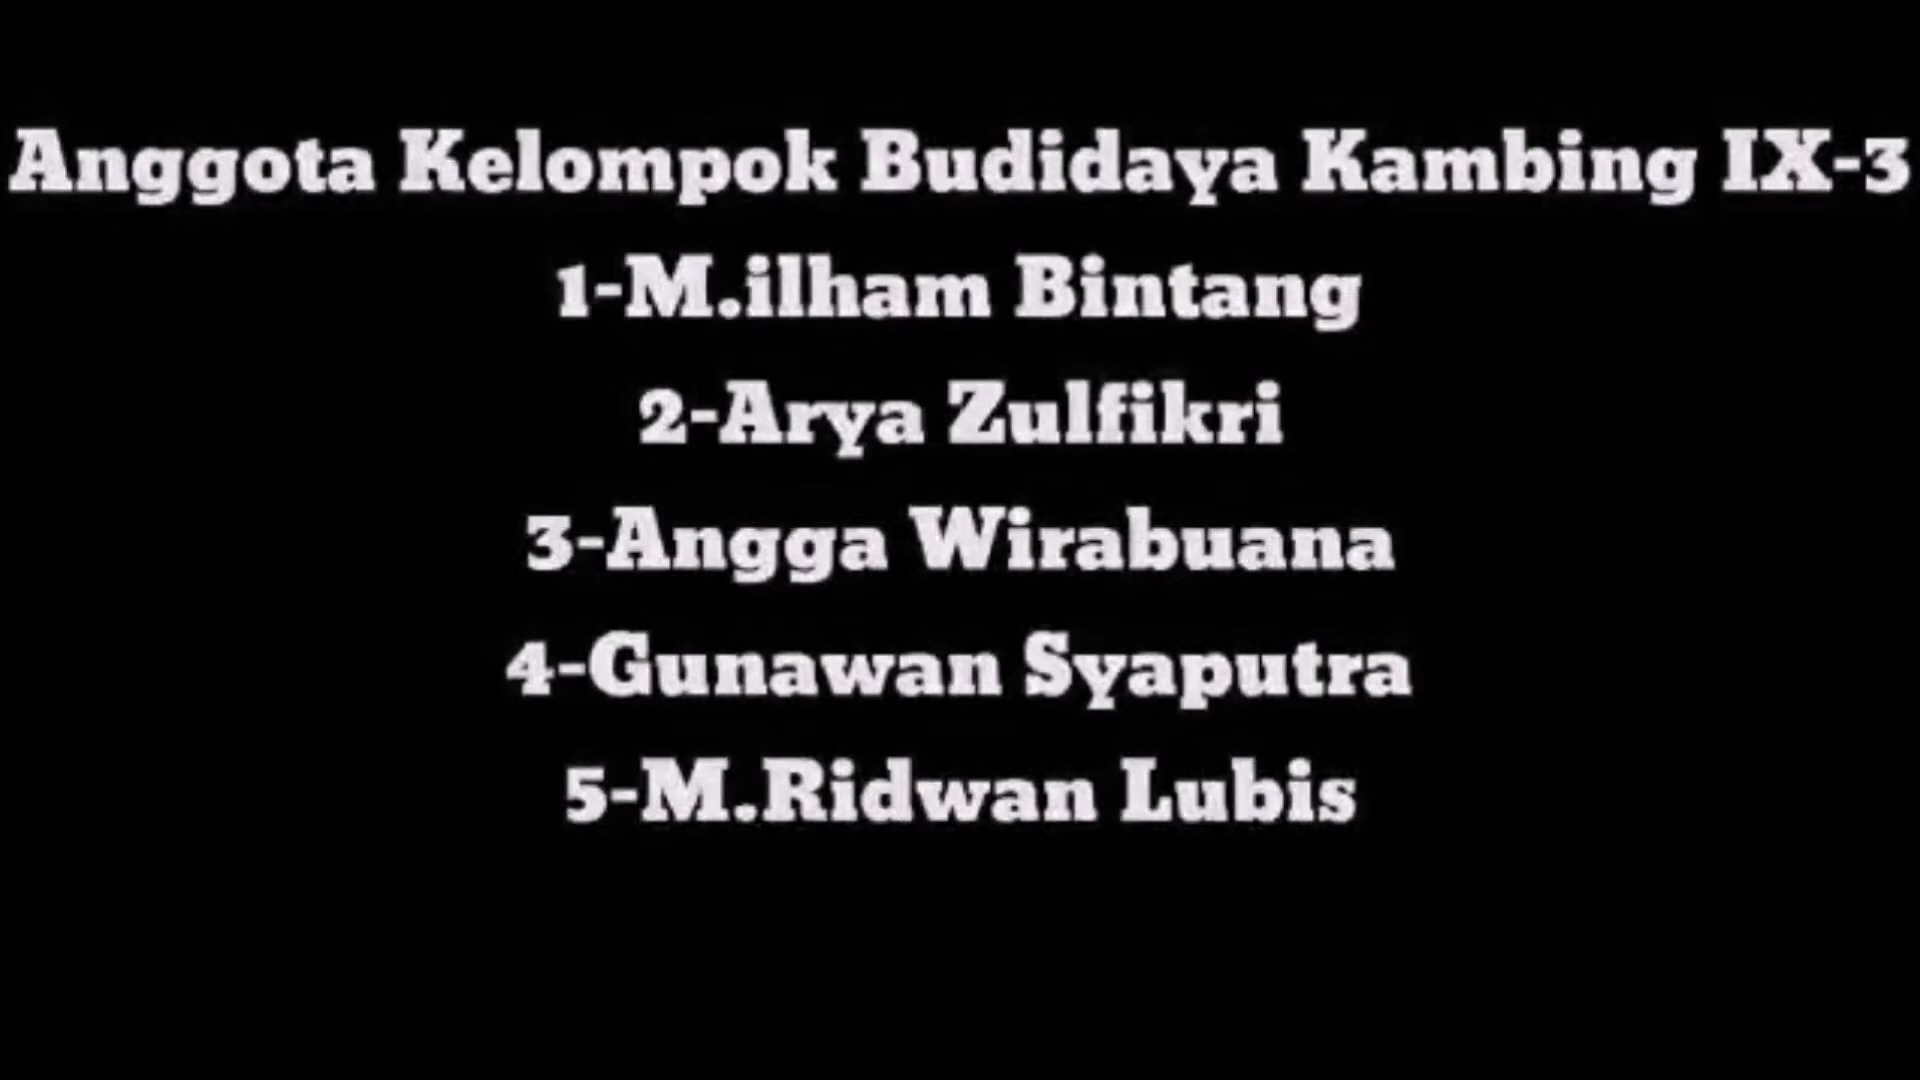 Anggota Kelompok Budidaya Kambing IX-3
1-M.ilham Bintang
2-Arya Zulfikri
3-Angga Wirabuana
4-Gunawan Syaputra
5-M.Ridwan Lubis